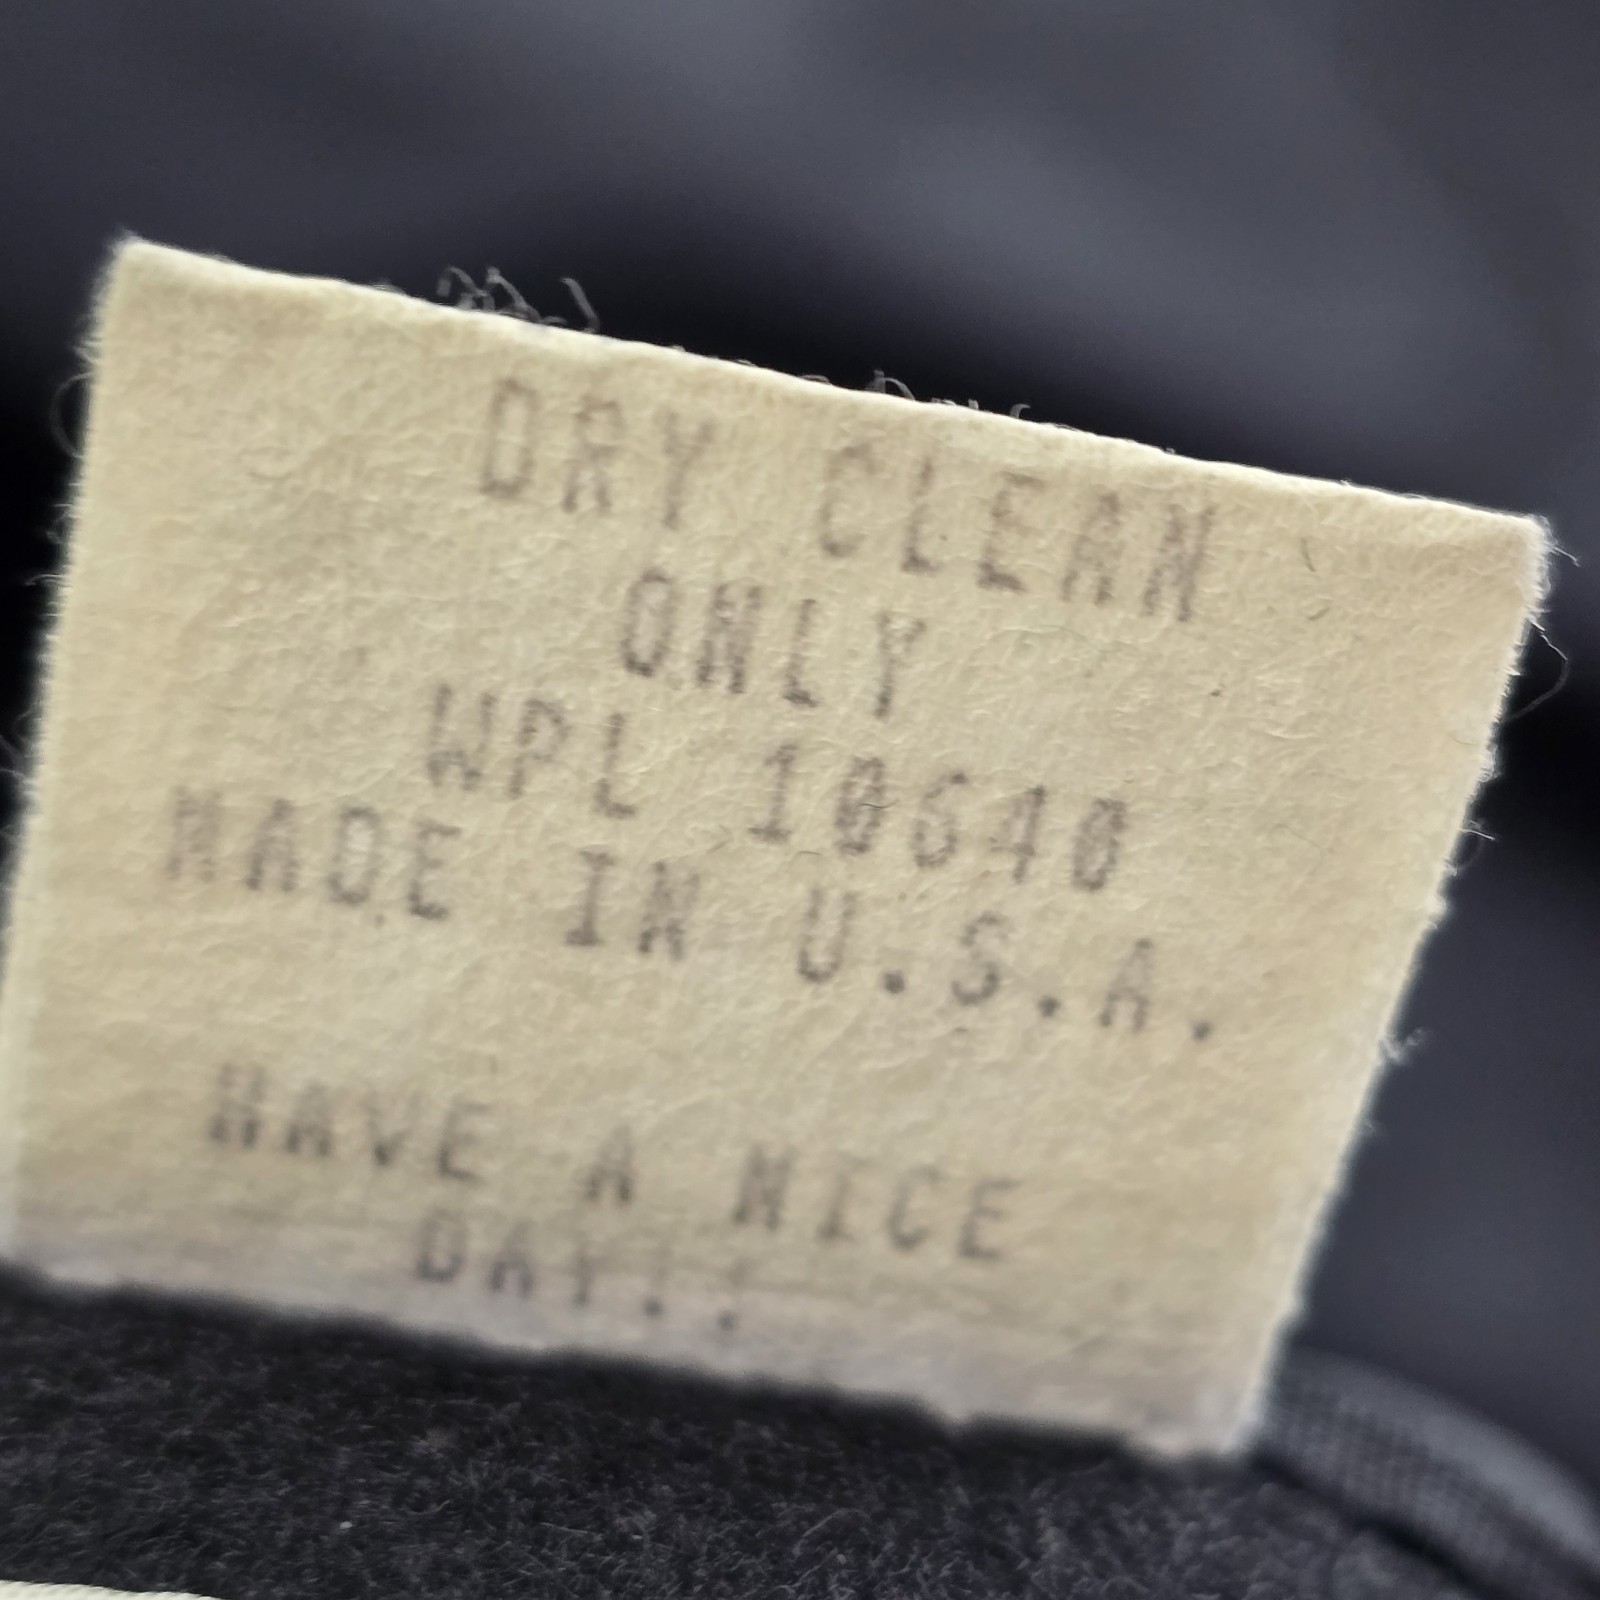 DRY CLEAN
ONLY
WPL 10640
MADE IN U.S.A.
HAVE A NICE
DAY!!